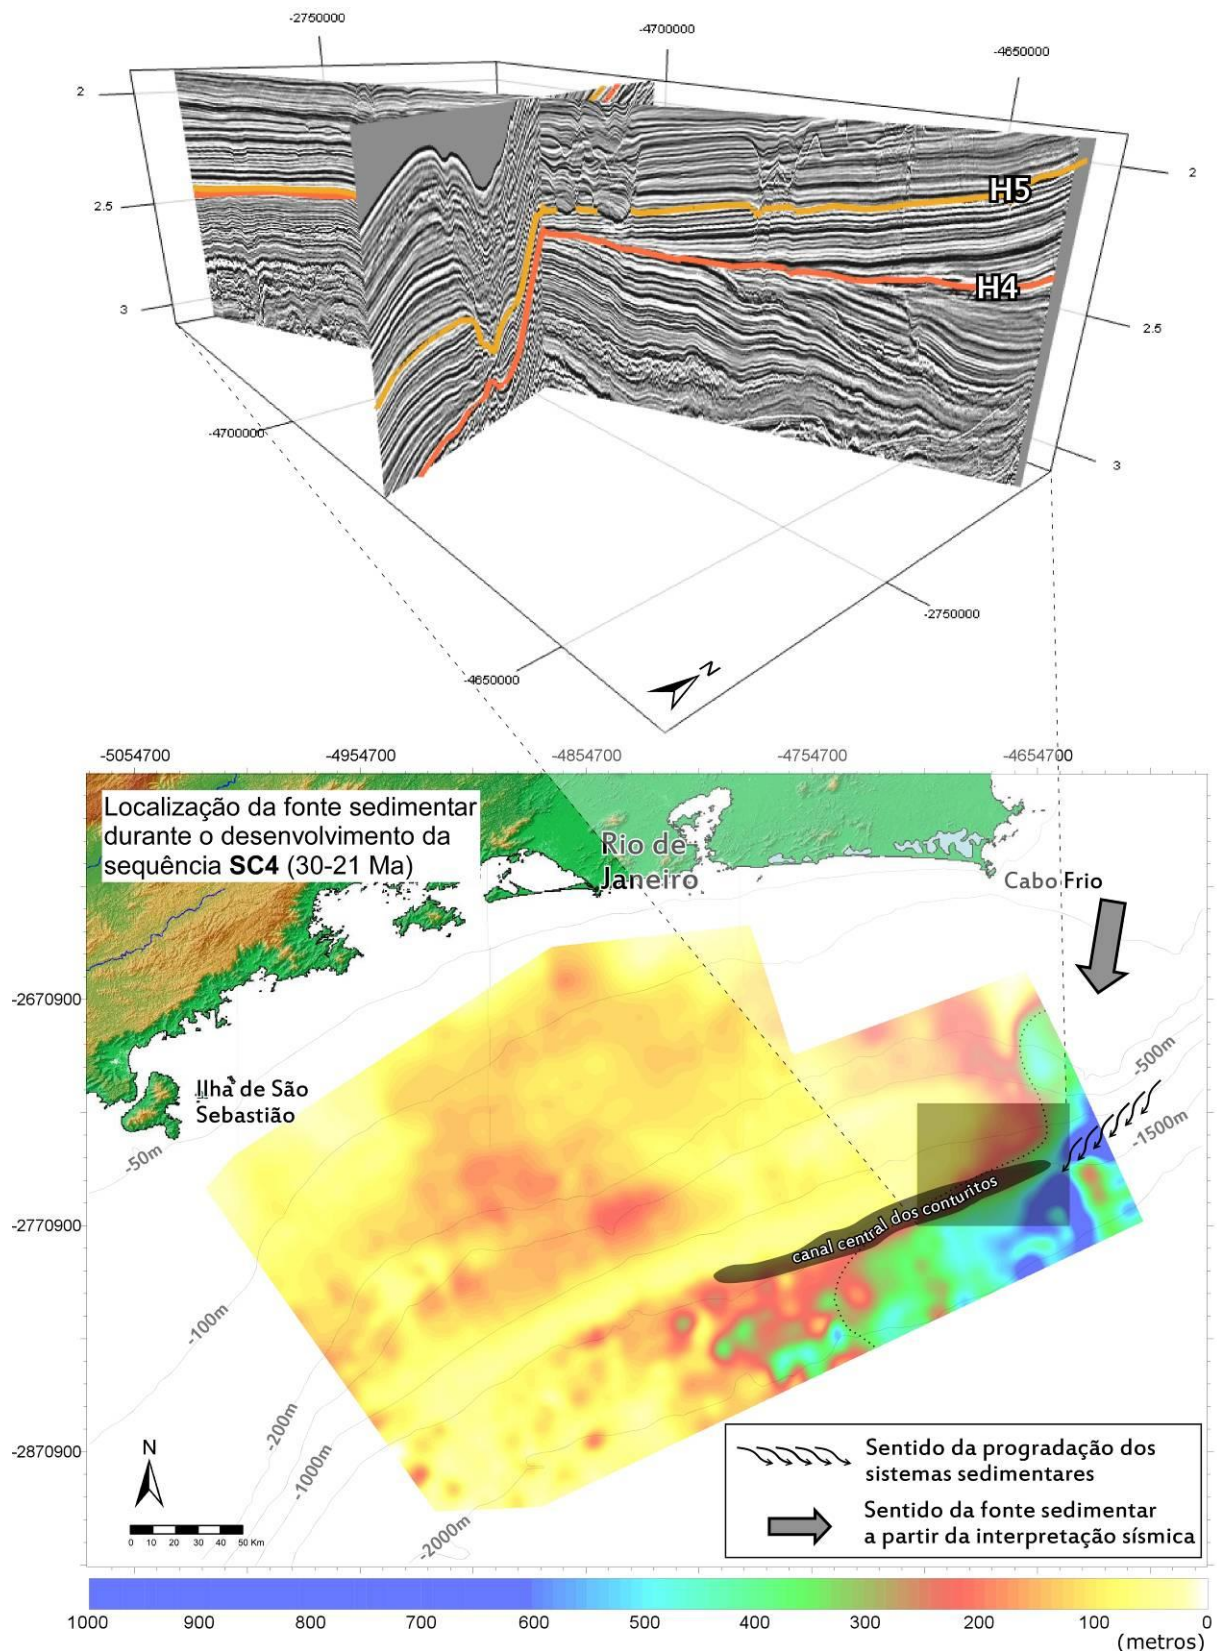 -2750000
-4700000
-4650000
2
2
H5
2.5
H4
3
2.5
-4700000
3
-2750000
-4650000
N
-5054700
-4954700
-4854700
-4754700
-4654700
Localização da fonte sedimentar
durante o desenvolvimento da
sequência SC4 (30-21 Ma)
Rio de
Janeiro
Cabo Frio
-2670900
-500m
Ilha de São
Sebastião
-1500m
-50m
canal central dos conturitos
-2770900
-100m
-200m
-1000m
-2000m
-2870900
N
0 10 20 30 40 50 Km
Sentido da progradação dos
sistemas sedimentares
Sentido da fonte sedimentar
a partir da interpretação sísmica
1000 900 800 700 600 500 400 300 200 100 0
(metros)